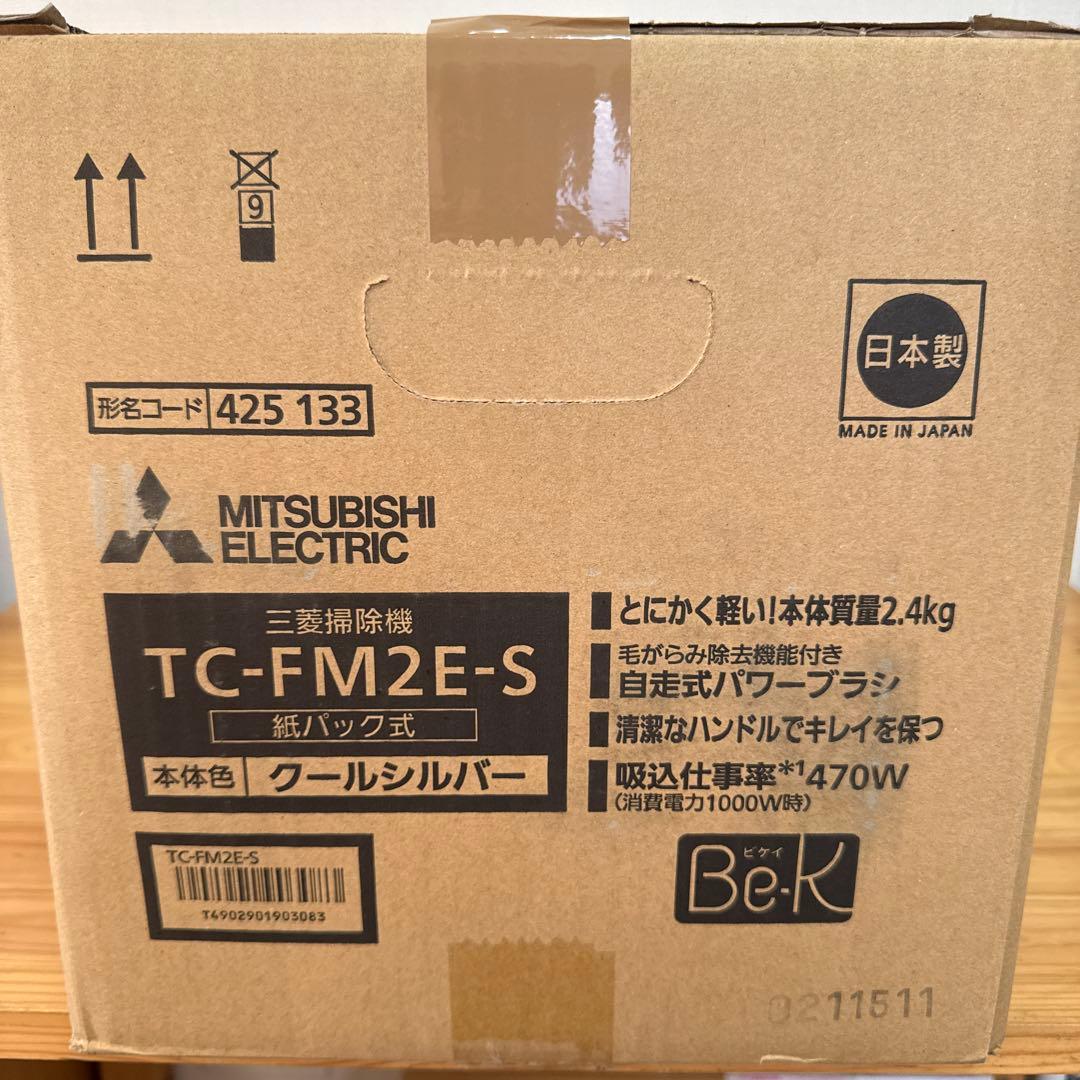 9
日本製
MADE IN JAPAN
形名コード 425 133
MITSUBISHI
ELECTRIC
三菱掃除機
TC-FM2E-S
紙パック式
本体色 クールシルバー
とにかく軽い!本体質量2.4kg
毛がらみ除去機能付き
自走式パワーブラシ
清潔なハンドルでキレイを保つ
吸込仕事率*1470W
(消費電力1000W時)
TC-FM2E-S
T4902901903083
ビケイ
Be-K
0211511